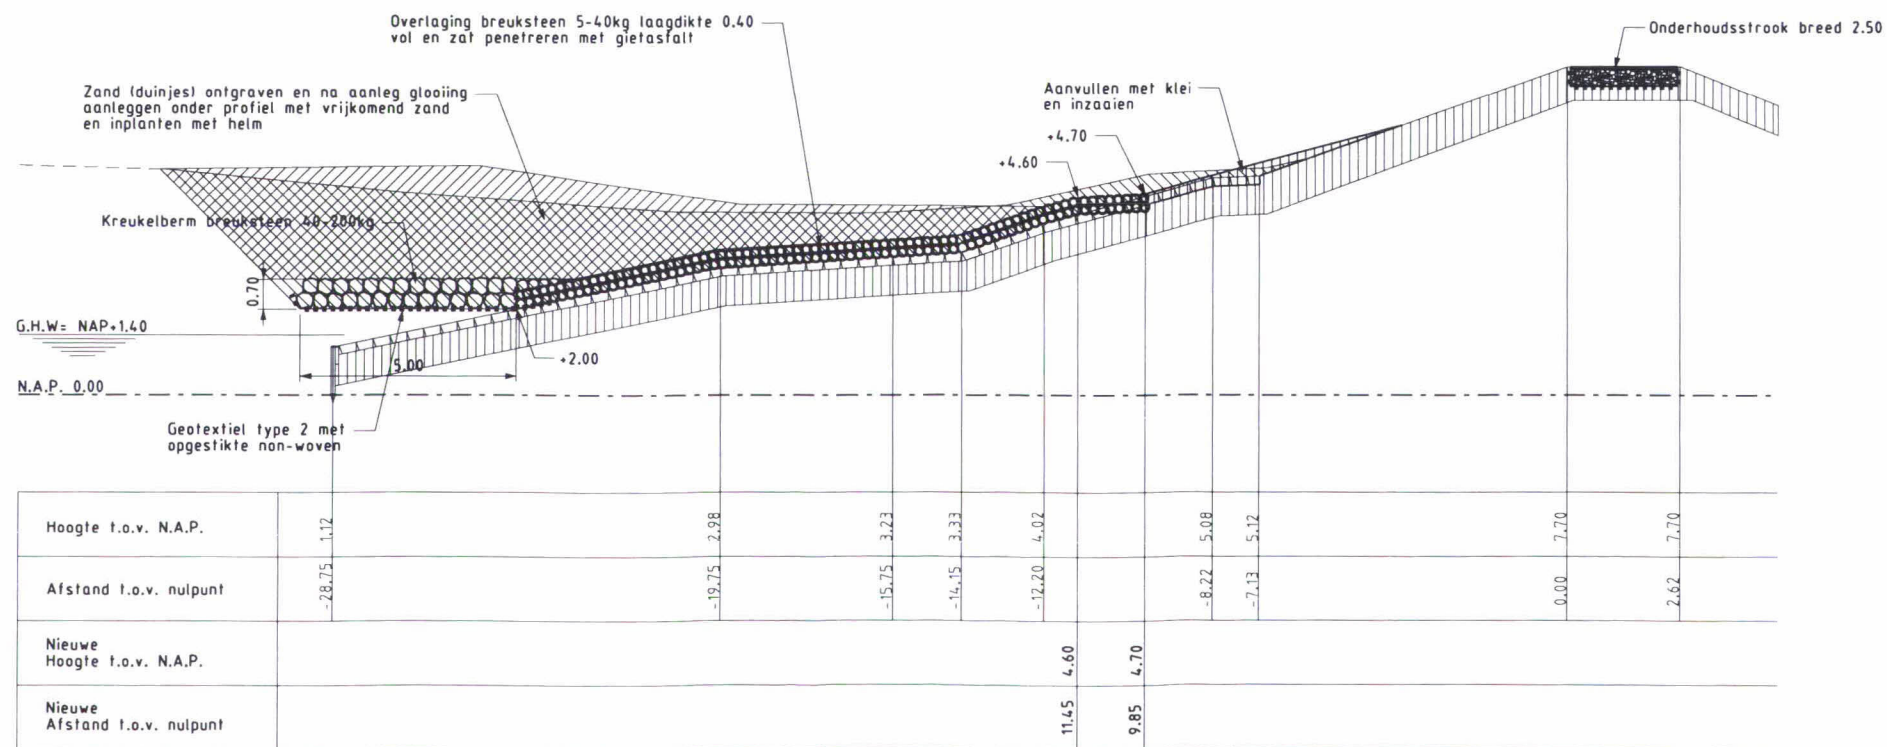 Overlaging breuksteen 5-40kg laagdikte 0.40
vol en zat penetreren met gietasfalt
Onderhoudsstrook breed 2.50
Zand (duinjes) ontgraven en na aanleg glooiing
aanleggen onder profiel met vrijkomend zand
en inplanten met helm
Aanvullen met klei
en inzaaien
+4.70
+4.60
Kreukelberm breuksteen 40-200kg
0.70
G.H.W= NAP+1.40
+2.00
5.00
N.A.P. 0.00
Geotextiel type 2 met
opgestikte non-woven
Hoogte t.o.v. N.A.P. 1.12 2.98 3.23 3.33 4.02 5.08 5.12 7.70 7.70
Afstand t.o.v. nulpunt -28.75 -19.75 -15.75 -14.15 -12.20 -8.22 -7.13 0.00 2.62
Nieuwe
Hoogte t.o.v. N.A.P. 4.60 4.70
Nieuwe
Afstand t.o.v. nulpunt 11.45 9.85